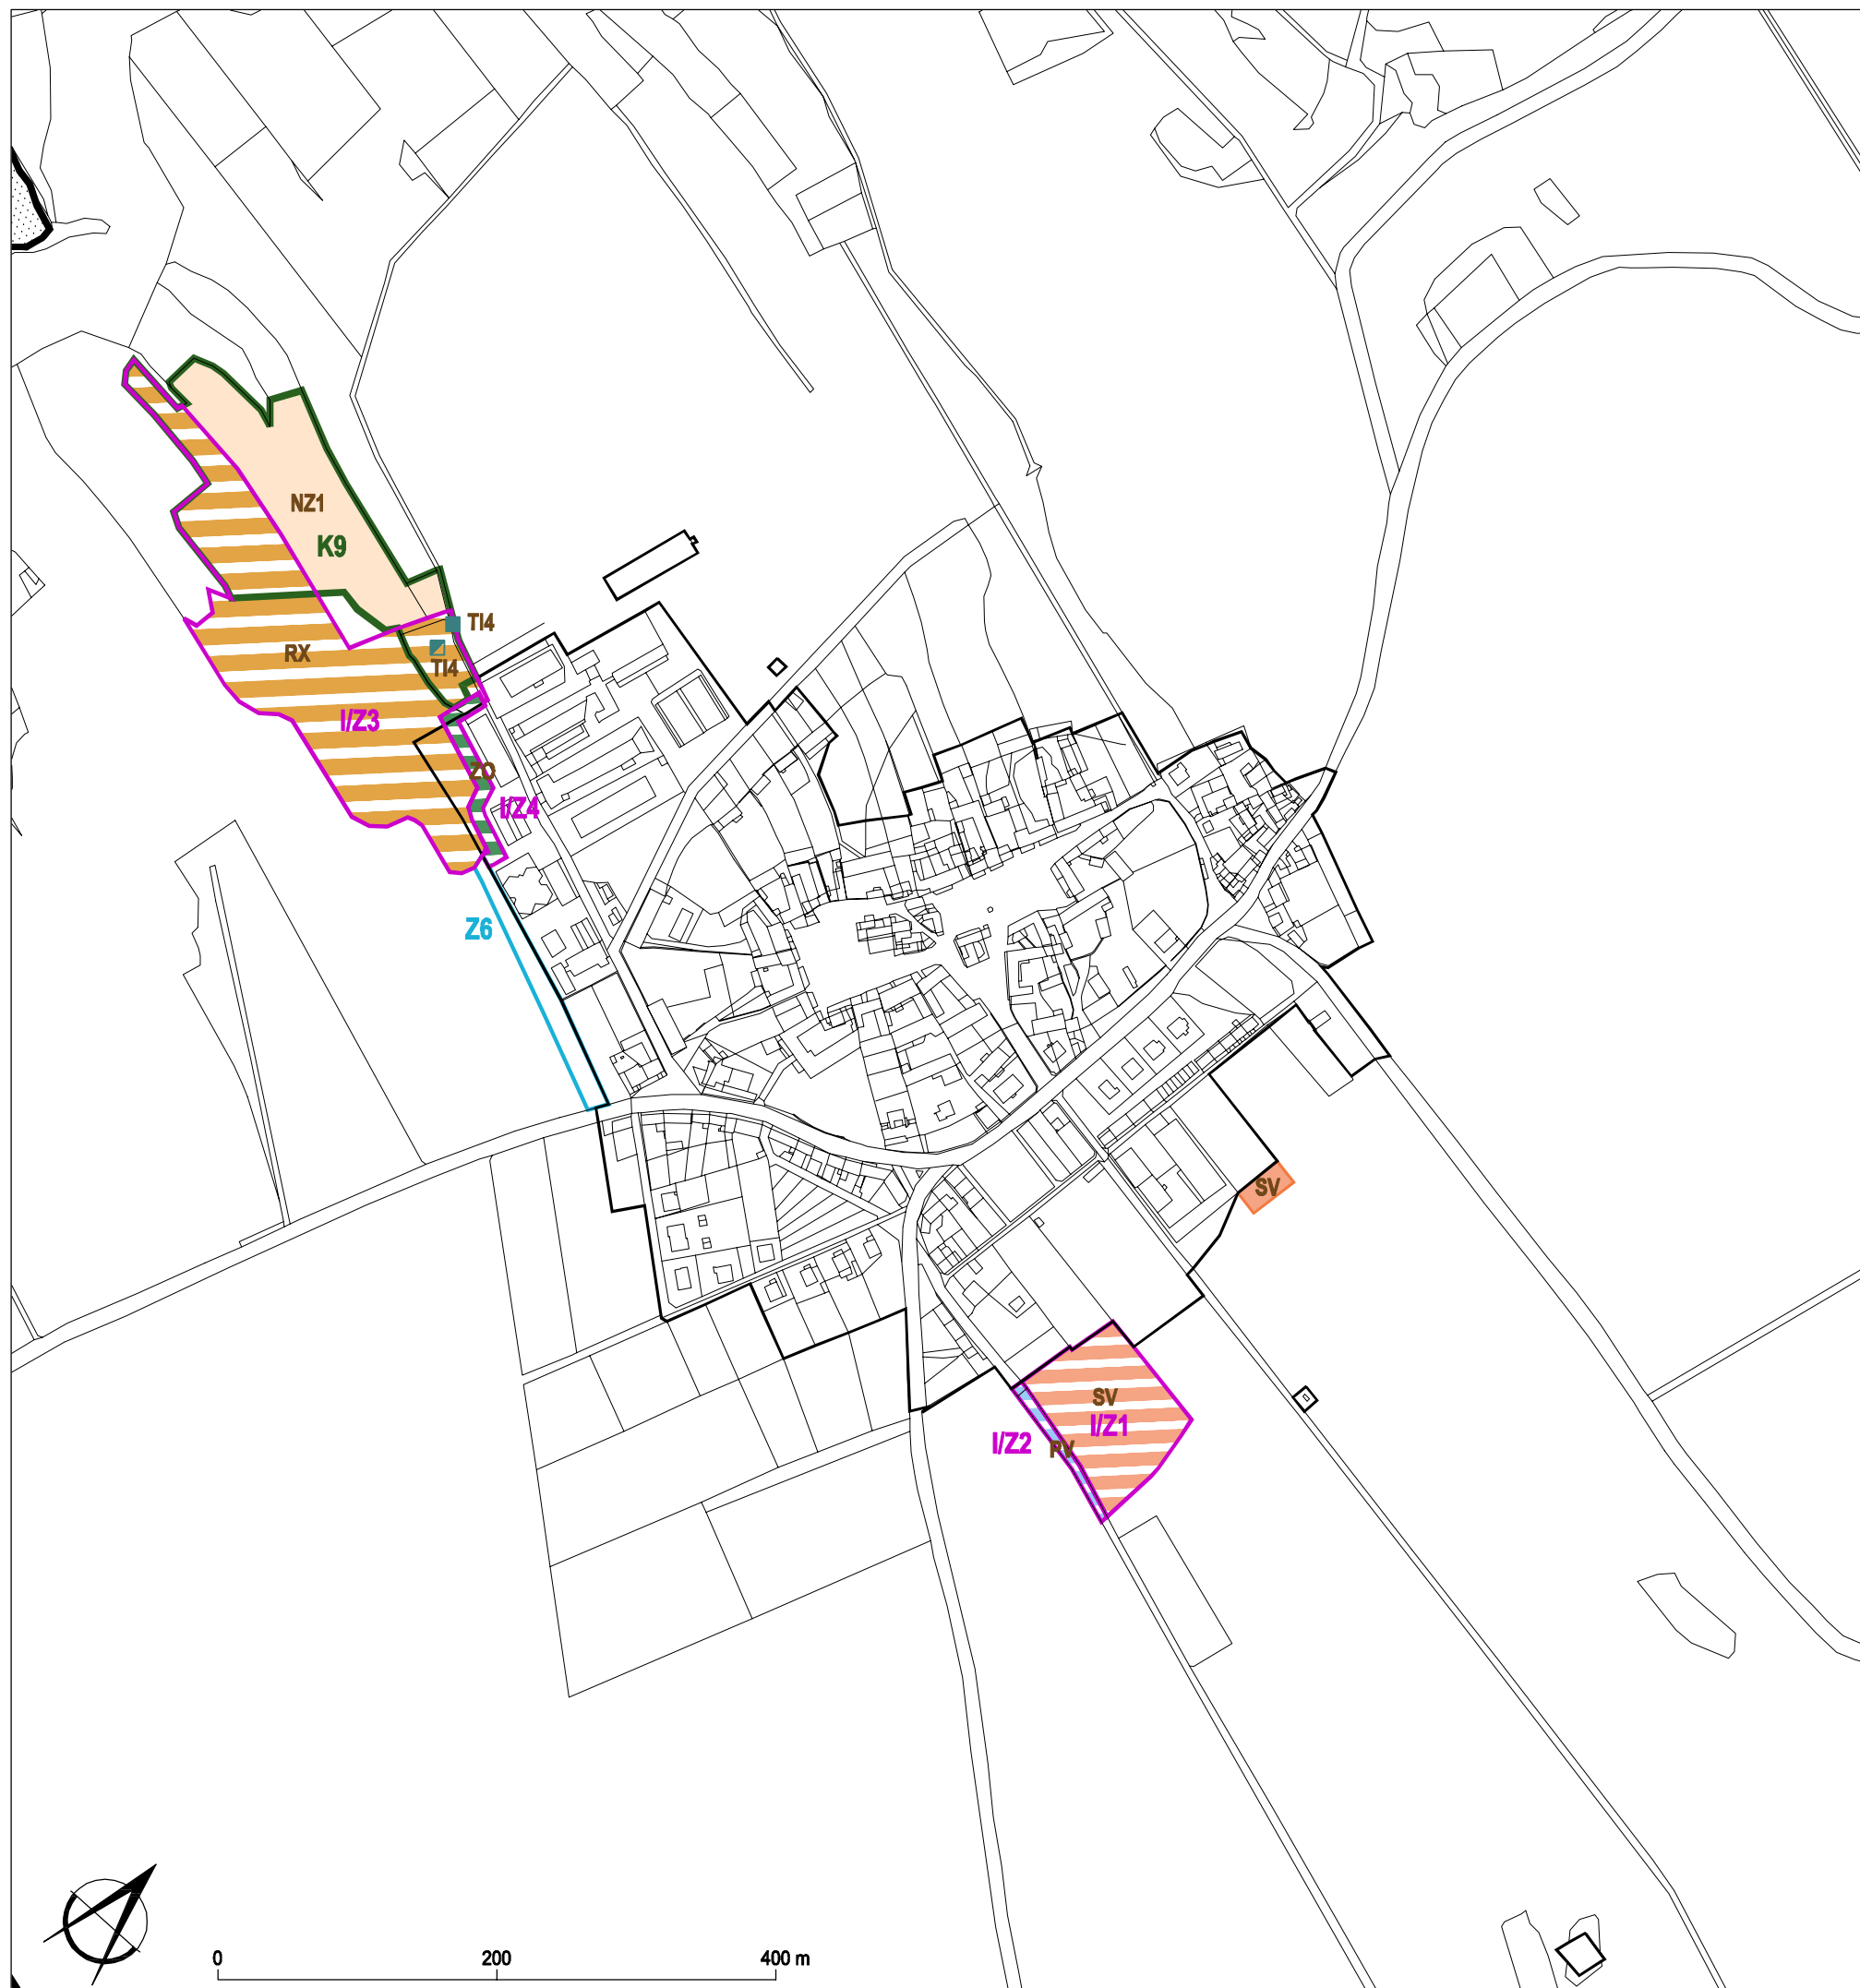 NZ1
K9
TI4
RX
TI4
I/Z3
ZO
I/Z4
Z6
SV
SV
I/Z1
I/Z2
PV
0 200 400 m